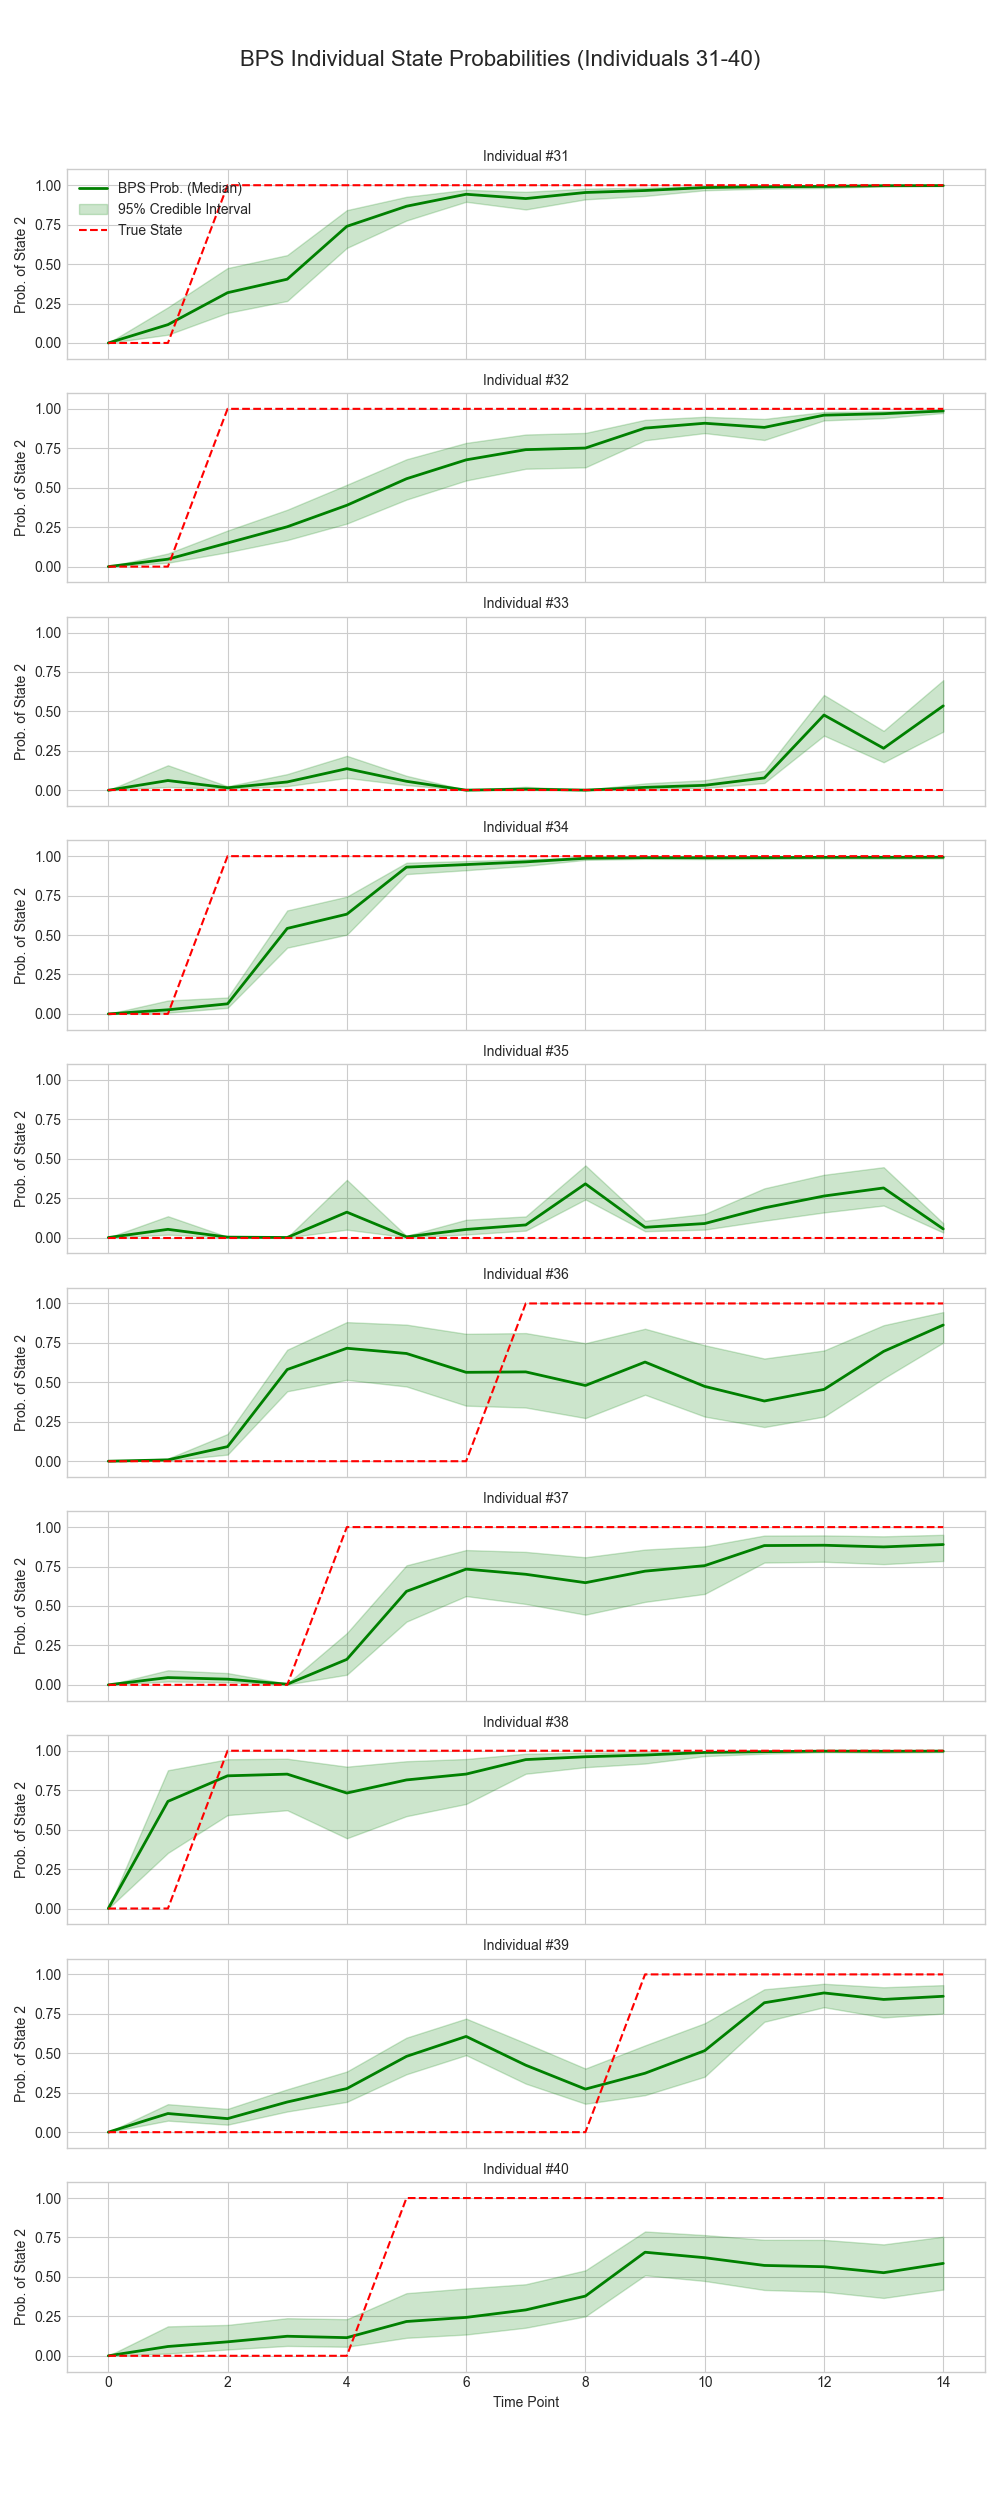 BPS Individual State Probabilities (Individuals 31-40)
Individual #31
BPS Prob. (Median)
95% Credible Interval
True State
1.00
0.75
0.50
0.25
0.00
Prob. of State 2
Individual #32
1.00
0.75
0.50
0.25
0.00
Prob. of State 2
Individual #33
1.00
0.75
0.50
0.25
0.00
Prob. of State 2
Individual #34
1.00
0.75
0.50
0.25
0.00
Prob. of State 2
Individual #35
1.00
0.75
0.50
0.25
0.00
Prob. of State 2
Individual #36
1.00
0.75
0.50
0.25
0.00
Prob. of State 2
Individual #37
1.00
0.75
0.50
0.25
0.00
Prob. of State 2
Individual #38
1.00
0.75
0.50
0.25
0.00
Prob. of State 2
Individual #39
1.00
0.75
0.50
0.25
0.00
Prob. of State 2
Individual #40
1.00
0.75
0.50
0.25
0.00
Prob. of State 2
0 2 4 6 8 10 12 14
Time Point